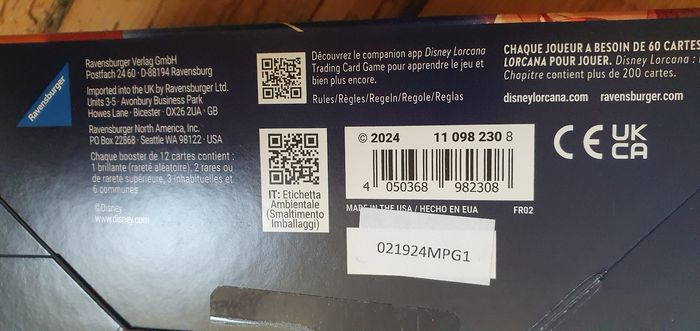 Ravensburger
Ravensburger Verlag GmbH
Postfach 24 60 · D-88194 Ravensburg
Imported into the UK by Ravensburger Ltd.
Units 3-5 · Avonbury Business Park
Howes Lane · Bicester · OX26 2UA · GB
Ravensburger North America, Inc.
PO Box 22868 · Seattle WA 98122 · USA
Chaque booster de 12 cartes contient :
1 brillante (rareté aléatoire), 2 rares ou
de rareté supérieure, 3 inhabituelles et
6 communes
©Disney
www.disney.com
Découvrez le companion app Disney Lorcana
Trading Card Game pour apprendre le jeu et
bien plus encore.
Rules/Règles/Regeln/Regole/Reglas
IT: Etichetta
Ambientale
(Smaltimento
Imballaggi)
CHAQUE JOUEUR A BESOIN DE 60 CARTES
LORCANA POUR JOUER. Disney Lorcana :
Chapitre contient plus de 200 cartes.
disneylorcana.com ravensburger.com
© 2024 11 098 230 8
4 050368 982308
MADE IN THE USA / HECHO EN EUA FR02
CE UK
CA
021924MPG1